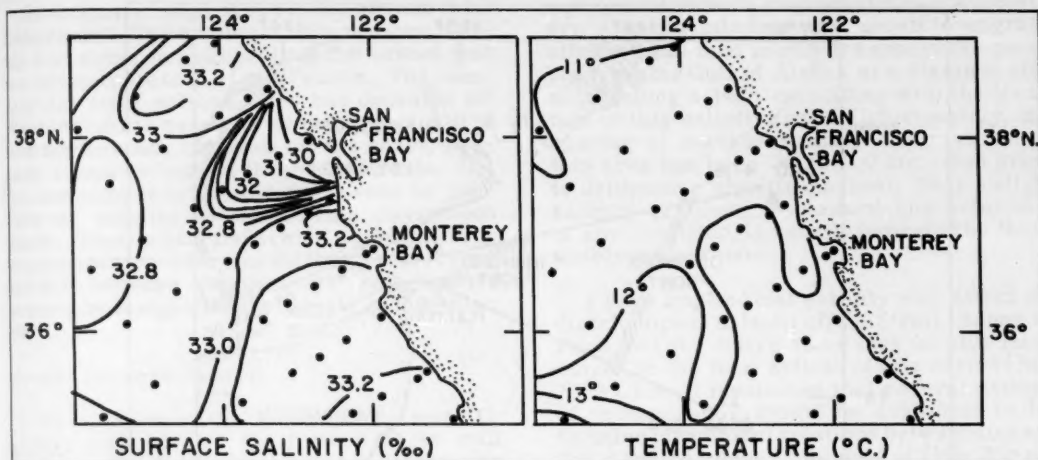 124° 122°
33.2
33
38°N.
SAN
FRANCISCO
BAY
30
31
32
32.8
33.2
MONTEREY
BAY
32.8
36°
33.0
33.2
SURFACE SALINITY (‰)
124° 122°
11°
38°N.
SAN
FRANCISCO
BAY
MONTEREY
BAY
12
36°
13°
TEMPERATURE (°C.)